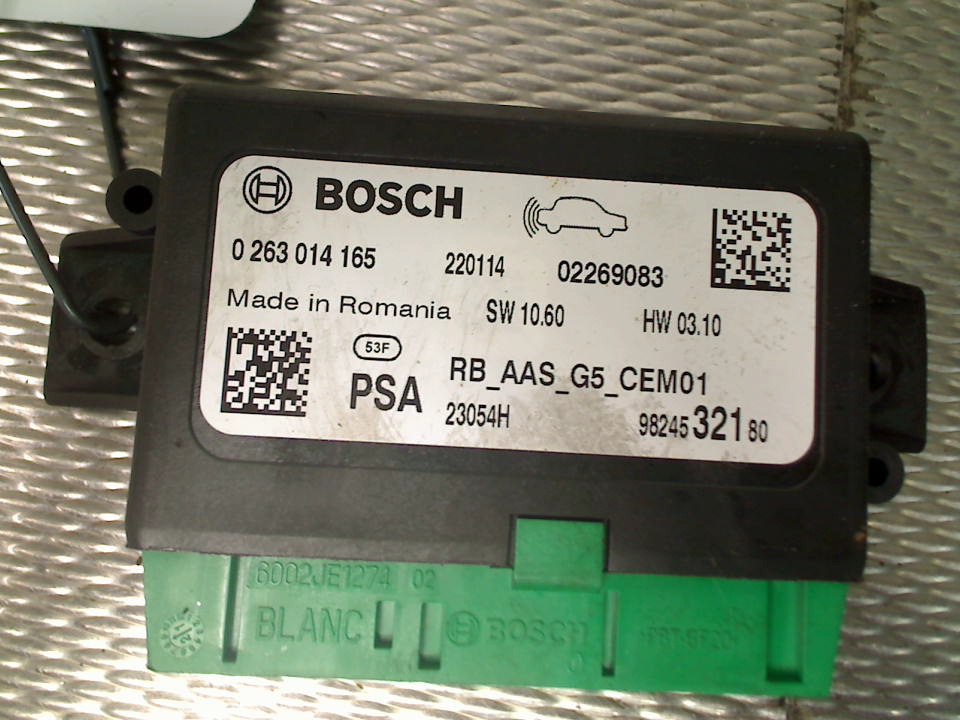 BOSCH
0 263 014 165 220114 02269083
Made in Romania SW 10.60 HW 03.10
53F
PSA RB_AAS_G5_CEM01
23054H 98245 321 80
6002JE1274 02
BLANC BOSCH